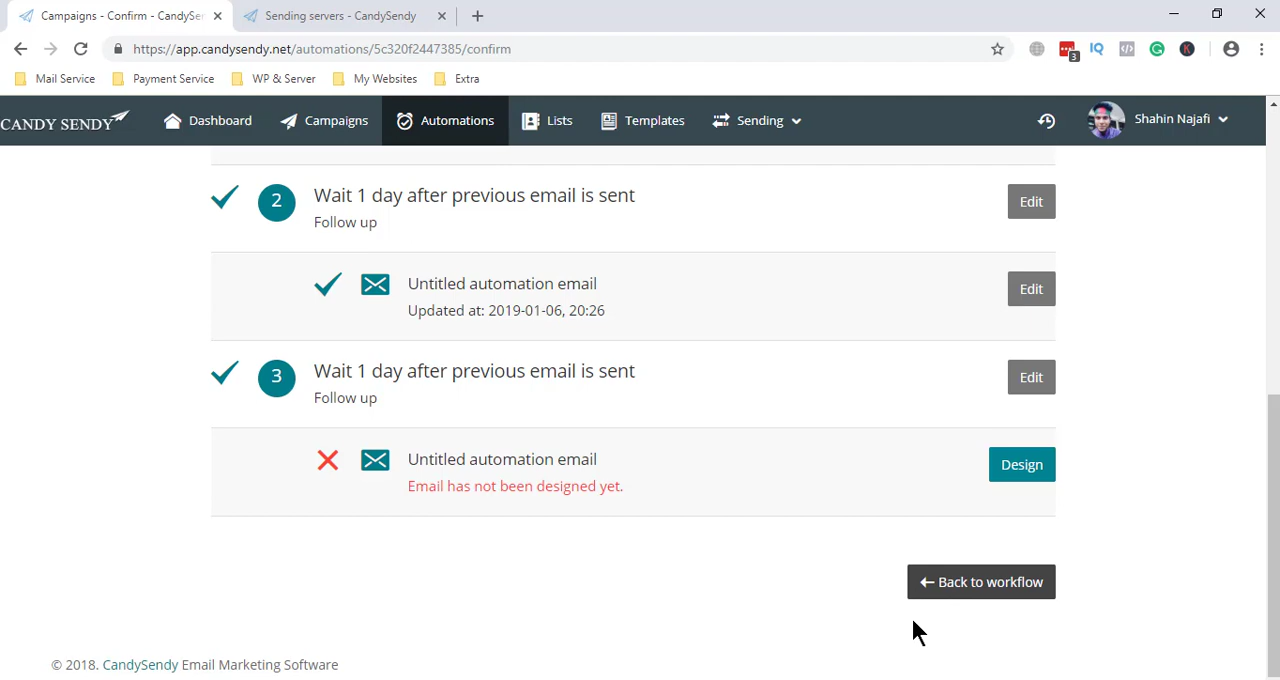 Campaigns - Confirm - CandySe
Sending servers - CandySendy
https://app.candysendy.net/automations/5c320f2447385/confirm
3
IQ
K
Mail Service
Payment Service
WP & Server
My Websites
Extra
CANDY SENDY
Dashboard
Campaigns
Automations
Lists
Templates
Sending
Shahin Najafi
2
Wait 1 day after previous email is sent
Follow up
Edit
Untitled automation email
Updated at: 2019-01-06, 20:26
Edit
3
Wait 1 day after previous email is sent
Follow up
Edit
Untitled automation email
Email has not been designed yet.
Design
Back to workflow
© 2018. CandySendy Email Marketing Software